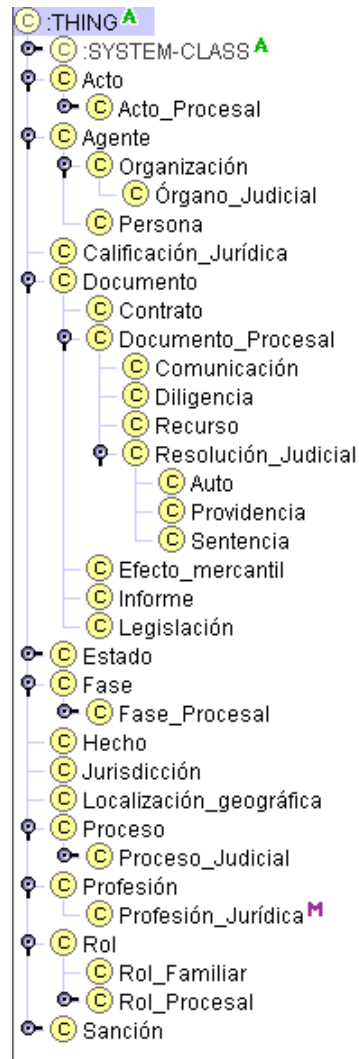 C :THING A
C :SYSTEM-CLASS A
C Acto
C Acto_Procesal
C Agente
C Organización
C Órgano_Judicial
C Persona
C Calificación_Jurídica
C Documento
C Contrato
C Documento_Procesal
C Comunicación
C Diligencia
C Recurso
C Resolución_Judicial
C Auto
C Providencia
C Sentencia
C Efecto_mercantil
C Informe
C Legislación
C Estado
C Fase
C Fase_Procesal
C Hecho
C Jurisdicción
C Localización_geográfica
C Proceso
C Proceso_Judicial
C Profesión
C Profesión_Jurídica M
C Rol
C Rol_Familiar
C Rol_Procesal
C Sanción